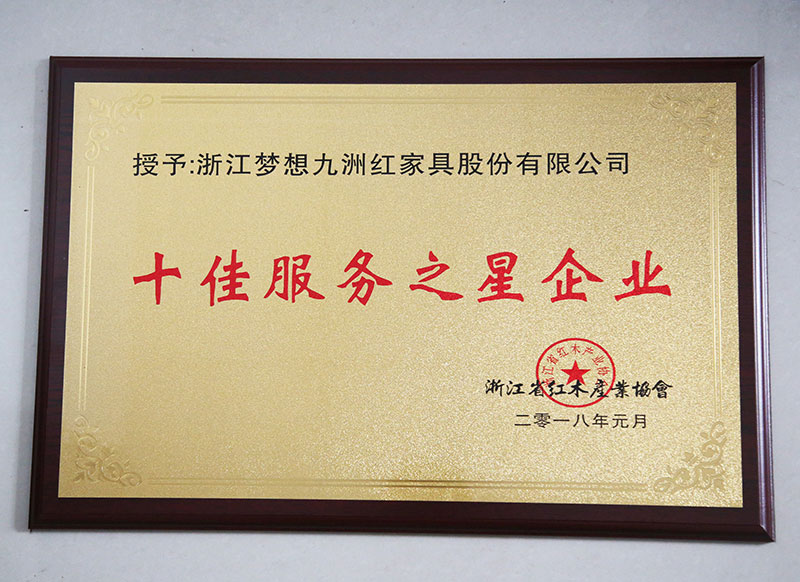 授予:浙江梦想九洲红家具股份有限公司
十佳服务之星企业
浙江省红木产业协
浙江省红木產業協會
二零一八年元月